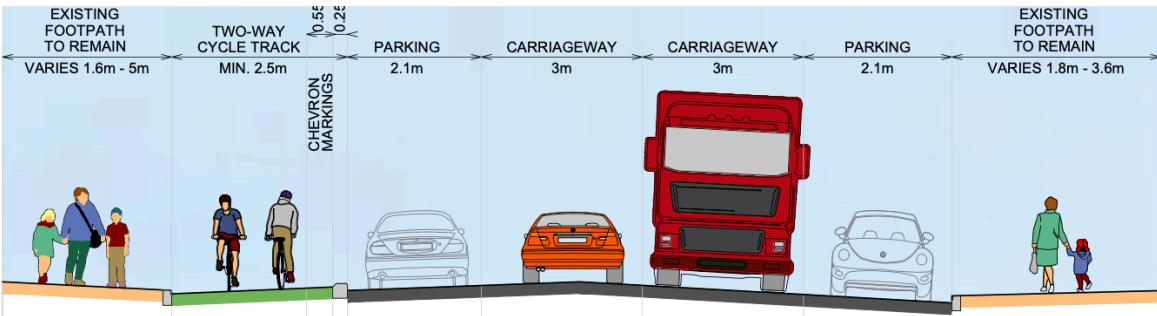 EXISTING
FOOTPATH
TO REMAIN
VARIES 1.6m - 5m
TWO-WAY
CYCLE TRACK
MIN. 2.5m
0.55
CHEVRON
MARKINGS
0.25
PARKING
2.1m
CARRIAGEWAY
3m
CARRIAGEWAY
3m
PARKING
2.1m
EXISTING
FOOTPATH
TO REMAIN
VARIES 1.8m - 3.6m